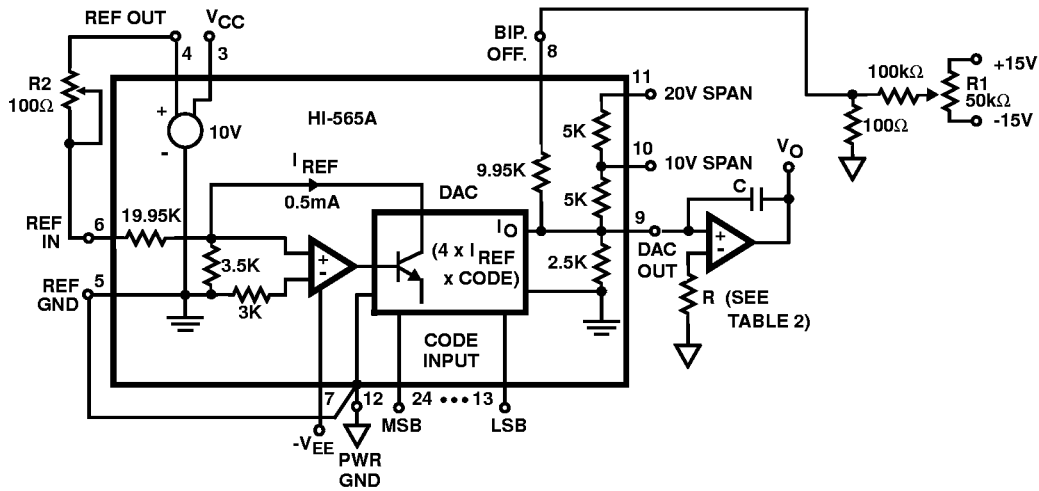 REF OUT
VCC
4
3
BIP.
OFF.
8
R2
100Ω
+
10V
-
HI-565A
11
20V SPAN
5K
10
10V SPAN
5K
9.95K
100kΩ
R1
50kΩ
+15V
-15V
100Ω
VO
C
IREF
0.5mA
DAC
REF
IN
6
19.95K
3.5K
3K
+
-
IO
(4 x IREF
x CODE)
2.5K
9
DAC
OUT
+
-
R (SEE
TABLE 2)
REF
GND
5
CODE
INPUT
7
12
24 ••• 13
-VEE
PWR
GND
MSB
LSB